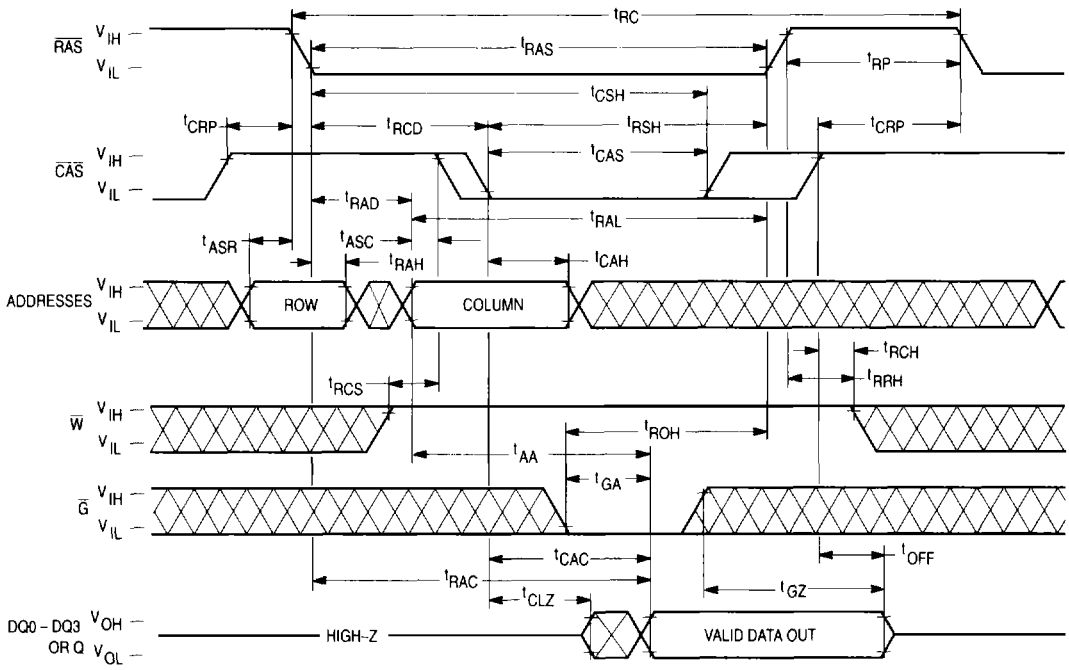 tRC
RAS VIH
VIL
tRAS
tRP
tCSH
tCRP
tRCD
tRSH
tCRP
CAS VIH
VIL
tCAS
tRAD
tRAL
tASR
tASC
tRAH
tCAH
ADDRESSES VIH
VIL
ROW
COLUMN
tRCH
tRRH
tRCS
W VIH
VIL
tROH
tAA
tGA
G VIH
VIL
tCAC
tOFF
tRAC
tGZ
tCLZ
DQ0 – DQ3
OR Q
VOH
VOL
HIGH–Z
VALID DATA OUT